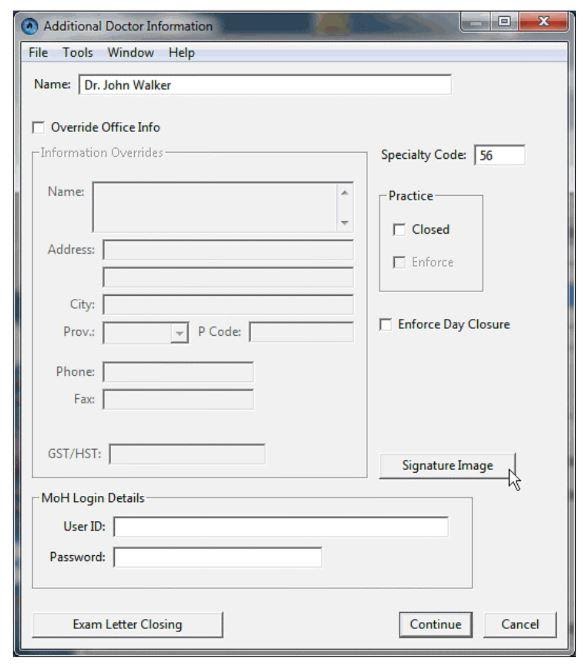 Additional Doctor Information
File Tools Window Help
Name: Dr. John Walker
Override Office Info
Information Overrides
Specialty Code: 56
Name:
Practice
Closed
Address:
Enforce
City:
Prov.: P Code:
Enforce Day Closure
Phone:
Fax:
GST/HST:
Signature Image
MoH Login Details
User ID:
Password:
Exam Letter Closing Continue Cancel